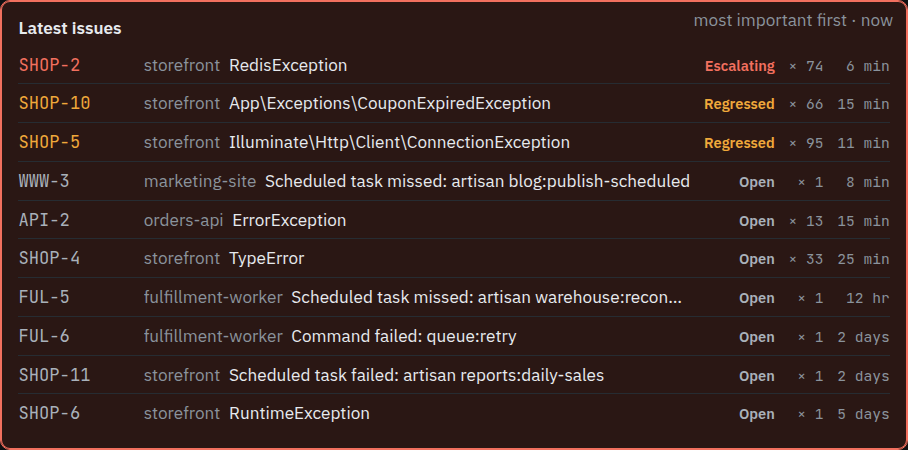 Latest issues most important first · now
SHOP-2 storefront RedisException Escalating × 74 6 min
SHOP-10 storefront App\Exceptions\CouponExpiredException Regressed × 66 15 min
SHOP-5 storefront Illuminate\Http\Client\ConnectionException Regressed × 95 11 min
WWW-3 marketing-site Scheduled task missed: artisan blog:publish-scheduled Open × 1 8 min
API-2 orders-api ErrorException Open × 13 15 min
SHOP-4 storefront TypeError Open × 33 25 min
FUL-5 fulfillment-worker Scheduled task missed: artisan warehouse:recon... Open × 1 12 hr
FUL-6 fulfillment-worker Command failed: queue:retry Open × 1 2 days
SHOP-11 storefront Scheduled task failed: artisan reports:daily-sales Open × 1 2 days
SHOP-6 storefront RuntimeException Open × 1 5 days